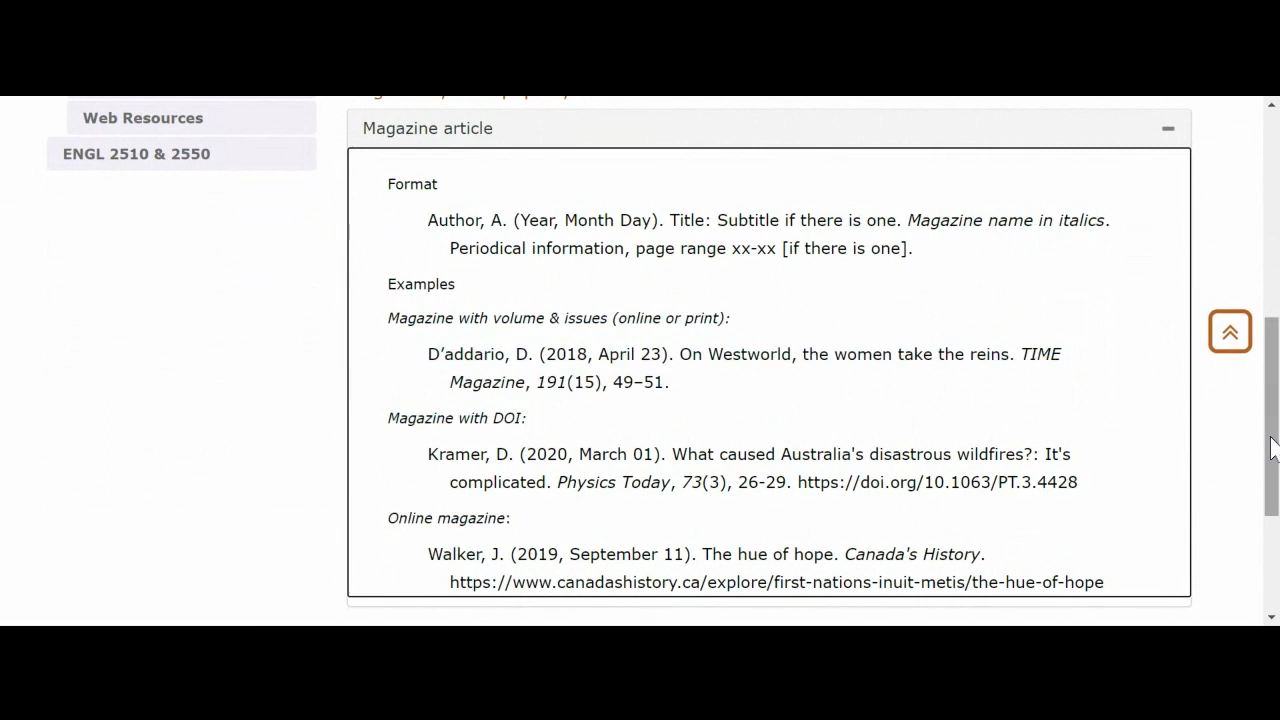 Web Resources
ENGL 2510 & 2550
Magazine article
Format
Author, A. (Year, Month Day). Title: Subtitle if there is one. Magazine name in italics.
Periodical information, page range xx-xx [if there is one].
Examples
Magazine with volume & issues (online or print):
D’addario, D. (2018, April 23). On Westworld, the women take the reins. TIME
Magazine, 191(15), 49–51.
Magazine with DOI:
Kramer, D. (2020, March 01). What caused Australia's disastrous wildfires?: It's
complicated. Physics Today, 73(3), 26-29. https://doi.org/10.1063/PT.3.4428
Online magazine:
Walker, J. (2019, September 11). The hue of hope. Canada's History.
https://www.canadashistory.ca/explore/first-nations-inuit-metis/the-hue-of-hope